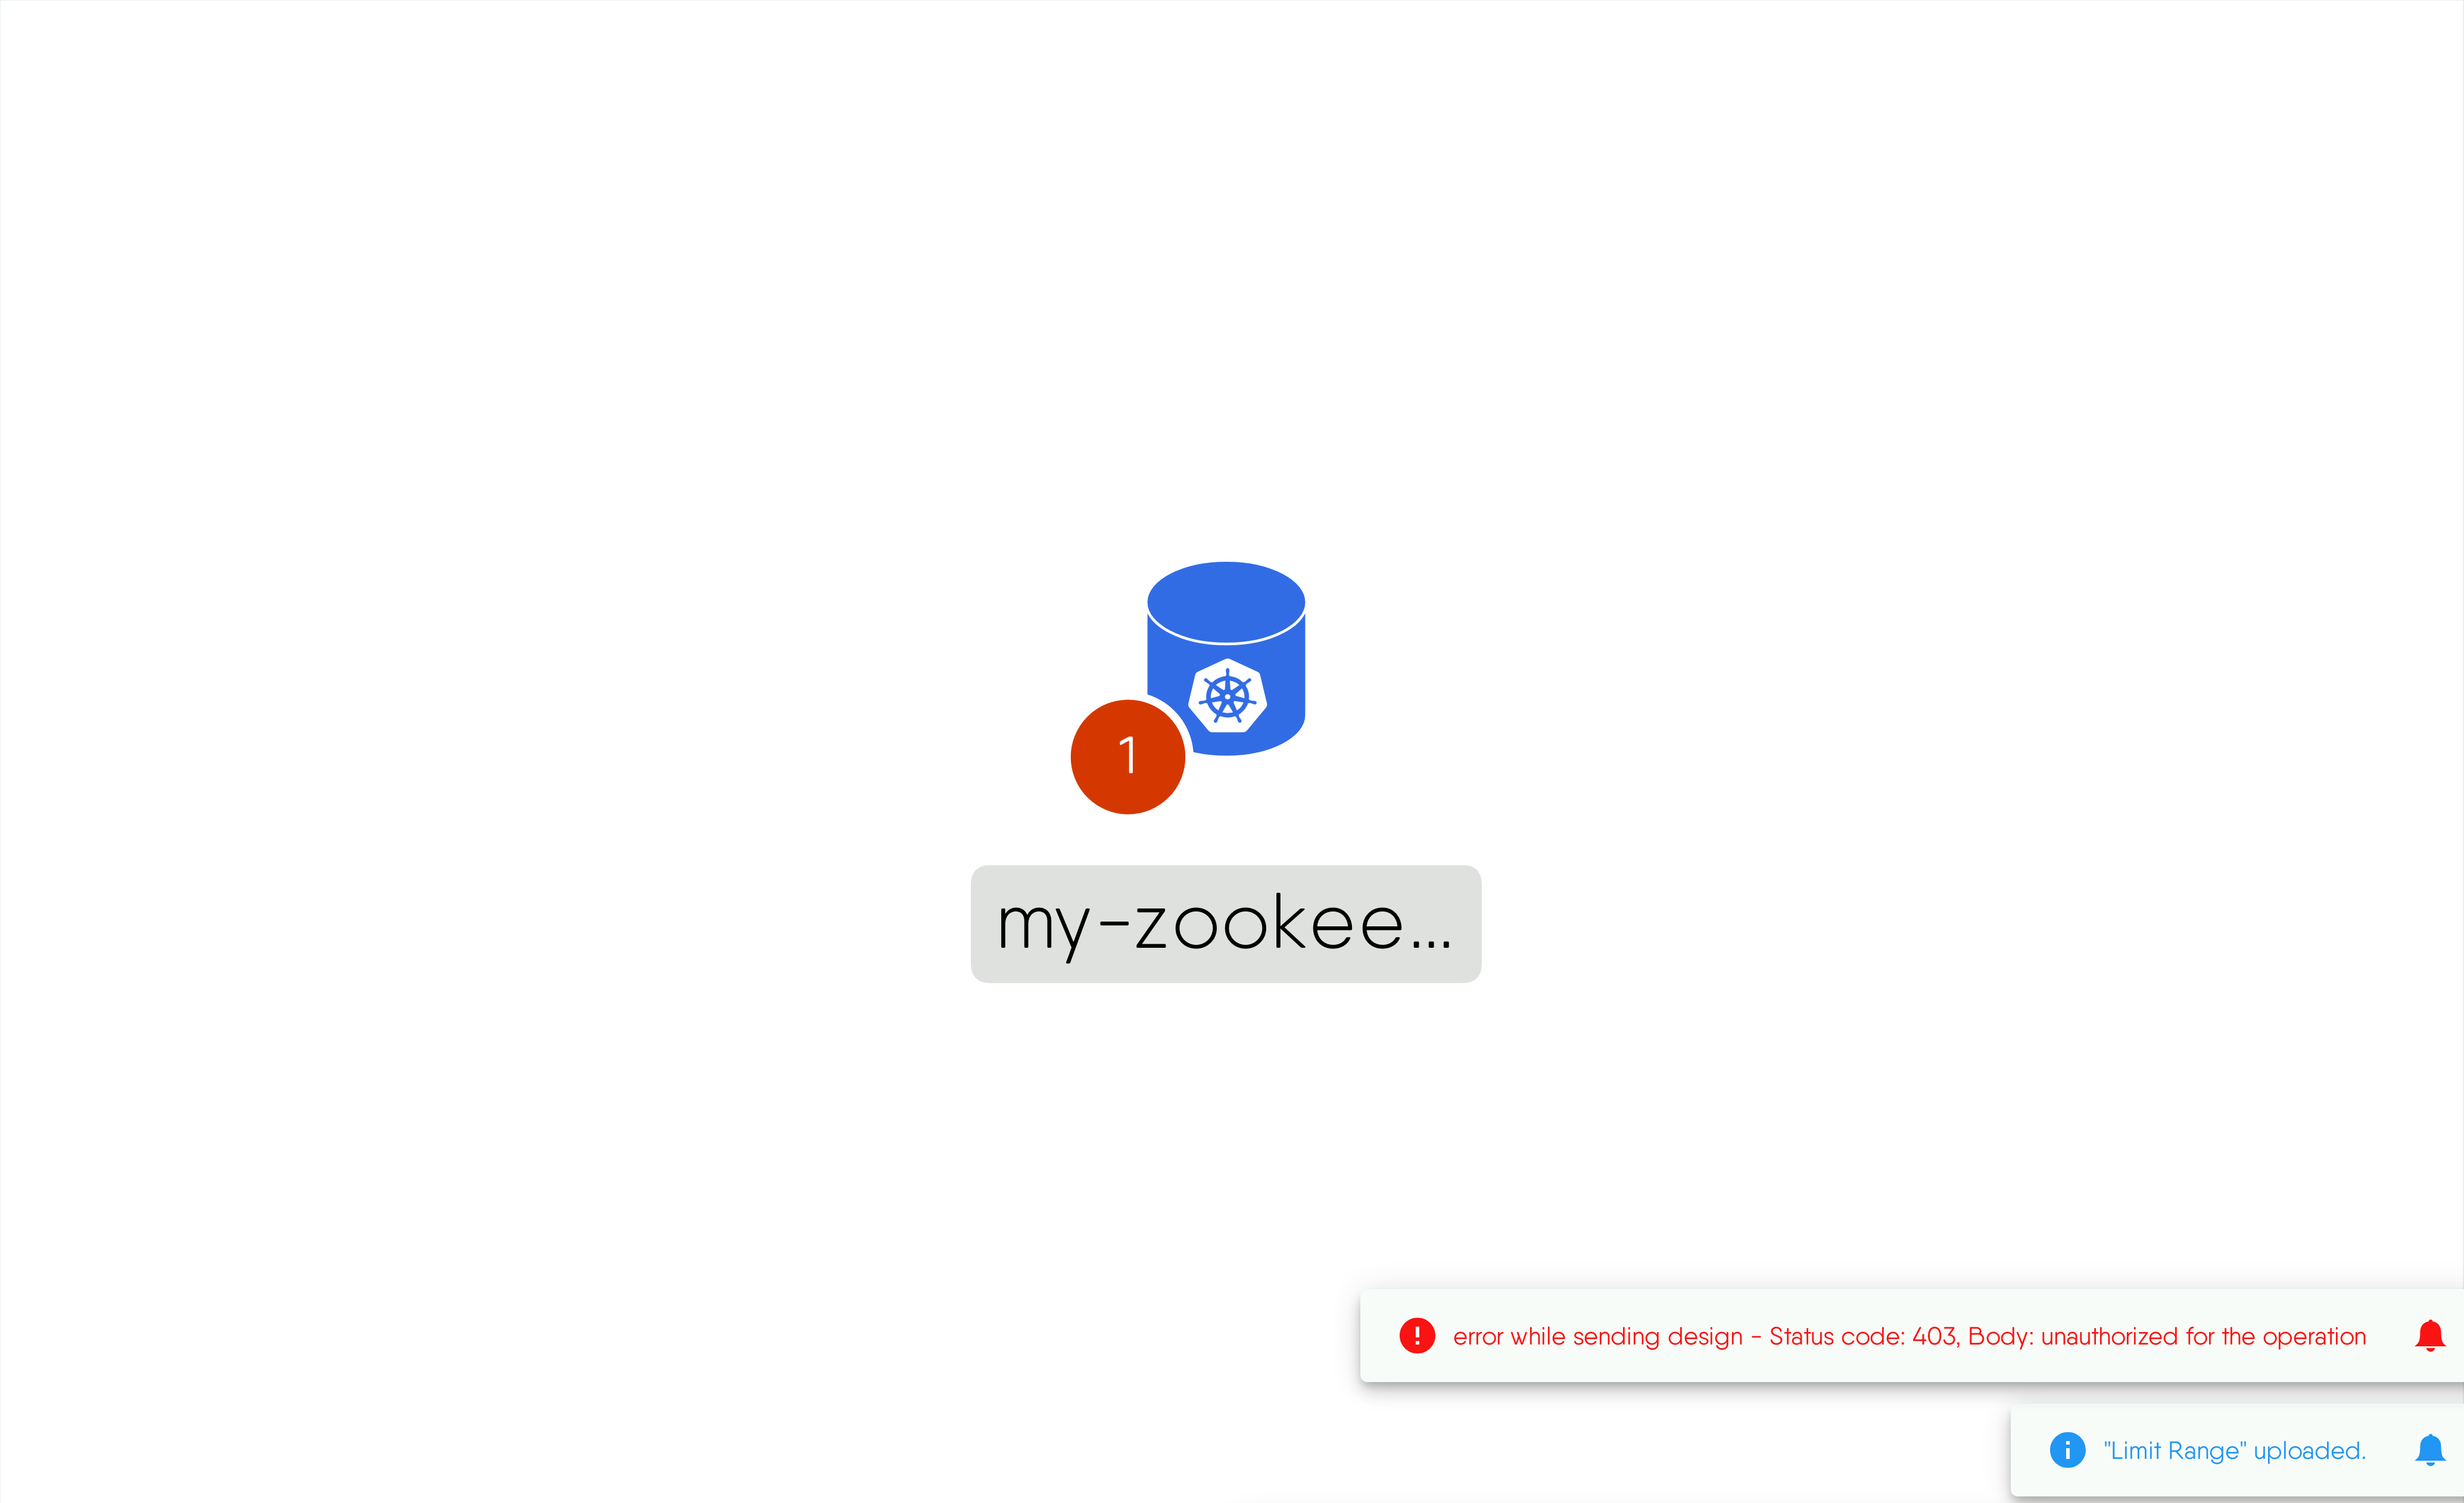 1
my-zookee...
error while sending design - Status code: 403, Body: unauthorized for the operation
"Limit Range" uploaded.